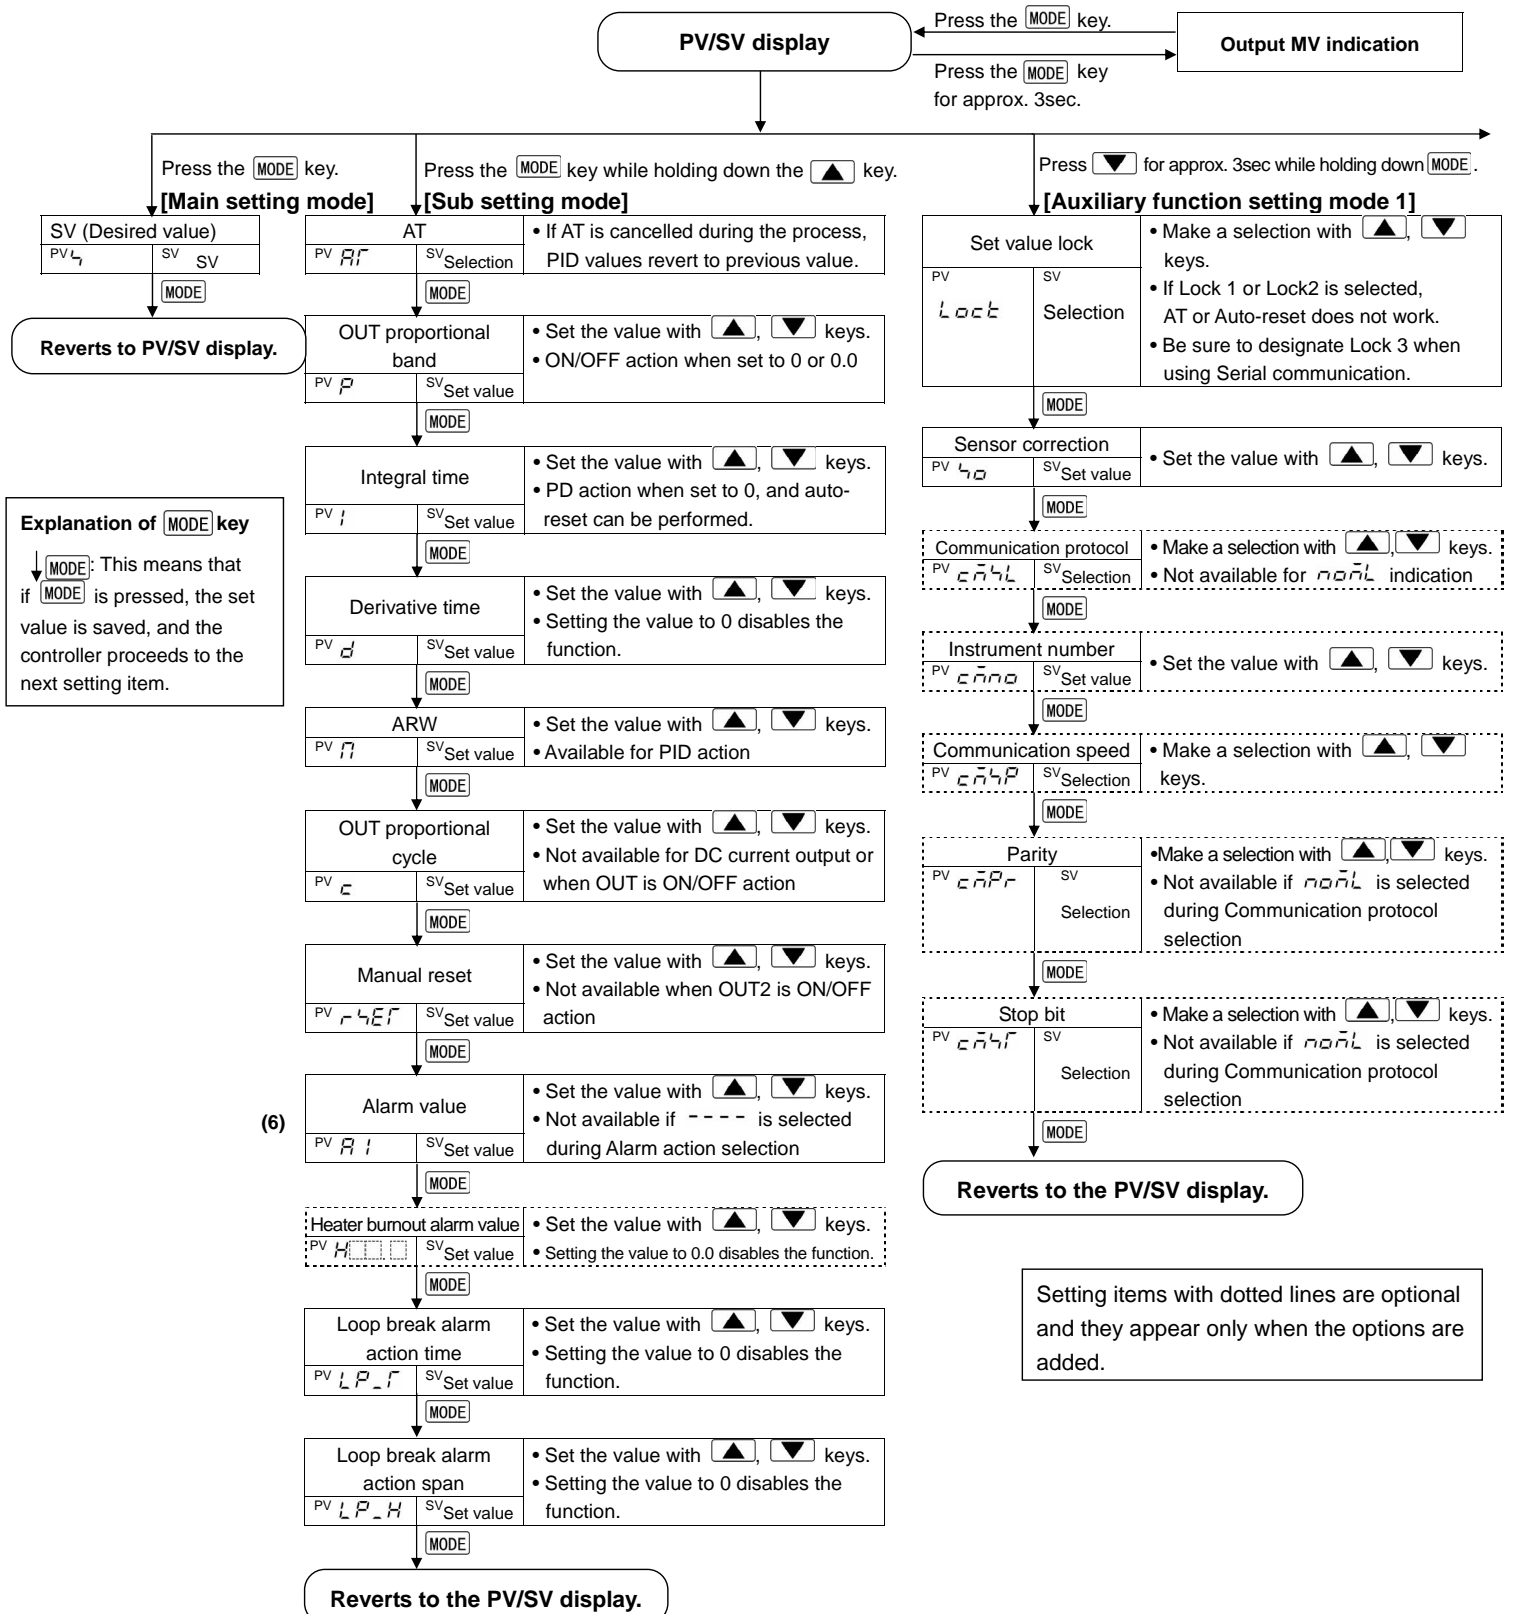 PV/SV display
Press the MODE key.
Press the MODE key
for approx. 3sec.
Output MV indication
Press the MODE key.
[Main setting mode]
SV (Desired value)
PV SV SV
MODE
Reverts to PV/SV display.
Explanation of MODE key
MODE: This means that
if MODE is pressed, the set
value is saved, and the
controller proceeds to the
next setting item.
Press the MODE key while holding down the ▲ key.
[Sub setting mode]
AT
PV AT SV Selection
• If AT is cancelled during the process,
PID values revert to previous value.
MODE
OUT proportional
band
PV P SV Set value
• Set the value with ▲, ▼ keys.
• ON/OFF action when set to 0 or 0.0
MODE
Integral time
PV I SV Set value
• Set the value with ▲, ▼ keys.
• PD action when set to 0, and auto-
reset can be performed.
MODE
Derivative time
PV d SV Set value
• Set the value with ▲, ▼ keys.
• Setting the value to 0 disables the
function.
MODE
ARW
PV SV Set value
• Set the value with ▲, ▼ keys.
• Available for PID action
MODE
OUT proportional
cycle
PV c SV Set value
• Set the value with ▲, ▼ keys.
• Not available for DC current output or
when OUT is ON/OFF action
MODE
Manual reset
PV rSET SV Set value
• Set the value with ▲, ▼ keys.
• Not available when OUT2 is ON/OFF
action
MODE
(6)
Alarm value
PV A1 SV Set value
• Set the value with ▲, ▼ keys.
• Not available if ---- is selected
during Alarm action selection
MODE
Heater burnout alarm value
PV H SV Set value
• Set the value with ▲, ▼ keys.
• Setting the value to 0.0 disables the function.
MODE
Loop break alarm
action time
PV LP_T SV Set value
• Set the value with ▲, ▼ keys.
• Setting the value to 0 disables the
function.
MODE
Loop break alarm
action span
PV LP_H SV Set value
• Set the value with ▲, ▼ keys.
• Setting the value to 0 disables the
function.
MODE
Reverts to the PV/SV display.
Press ▼ for approx. 3sec while holding down MODE.
[Auxiliary function setting mode 1]
Set value lock
PV Lock SV Selection
• Make a selection with ▲, ▼
keys.
• If Lock 1 or Lock2 is selected,
AT or Auto-reset does not work.
• Be sure to designate Lock 3 when
using Serial communication.
MODE
Sensor correction
PV So SV Set value
• Set the value with ▲, ▼ keys.
MODE
Communication protocol
PV cmSL SV Selection
• Make a selection with ▲,▼ keys.
• Not available for nomL indication
MODE
Instrument number
PV cmno SV Set value
• Set the value with ▲, ▼ keys.
MODE
Communication speed
PV cmSP SV Selection
• Make a selection with ▲, ▼
keys.
MODE
Parity
PV cmPr SV Selection
•Make a selection with ▲,▼ keys.
• Not available if nomL is selected
during Communication protocol
selection
MODE
Stop bit
PV cmST SV Selection
• Make a selection with ▲,▼ keys.
• Not available if nomL is selected
during Communication protocol
selection
MODE
Reverts to the PV/SV display.
Setting items with dotted lines are optional
and they appear only when the options are
added.